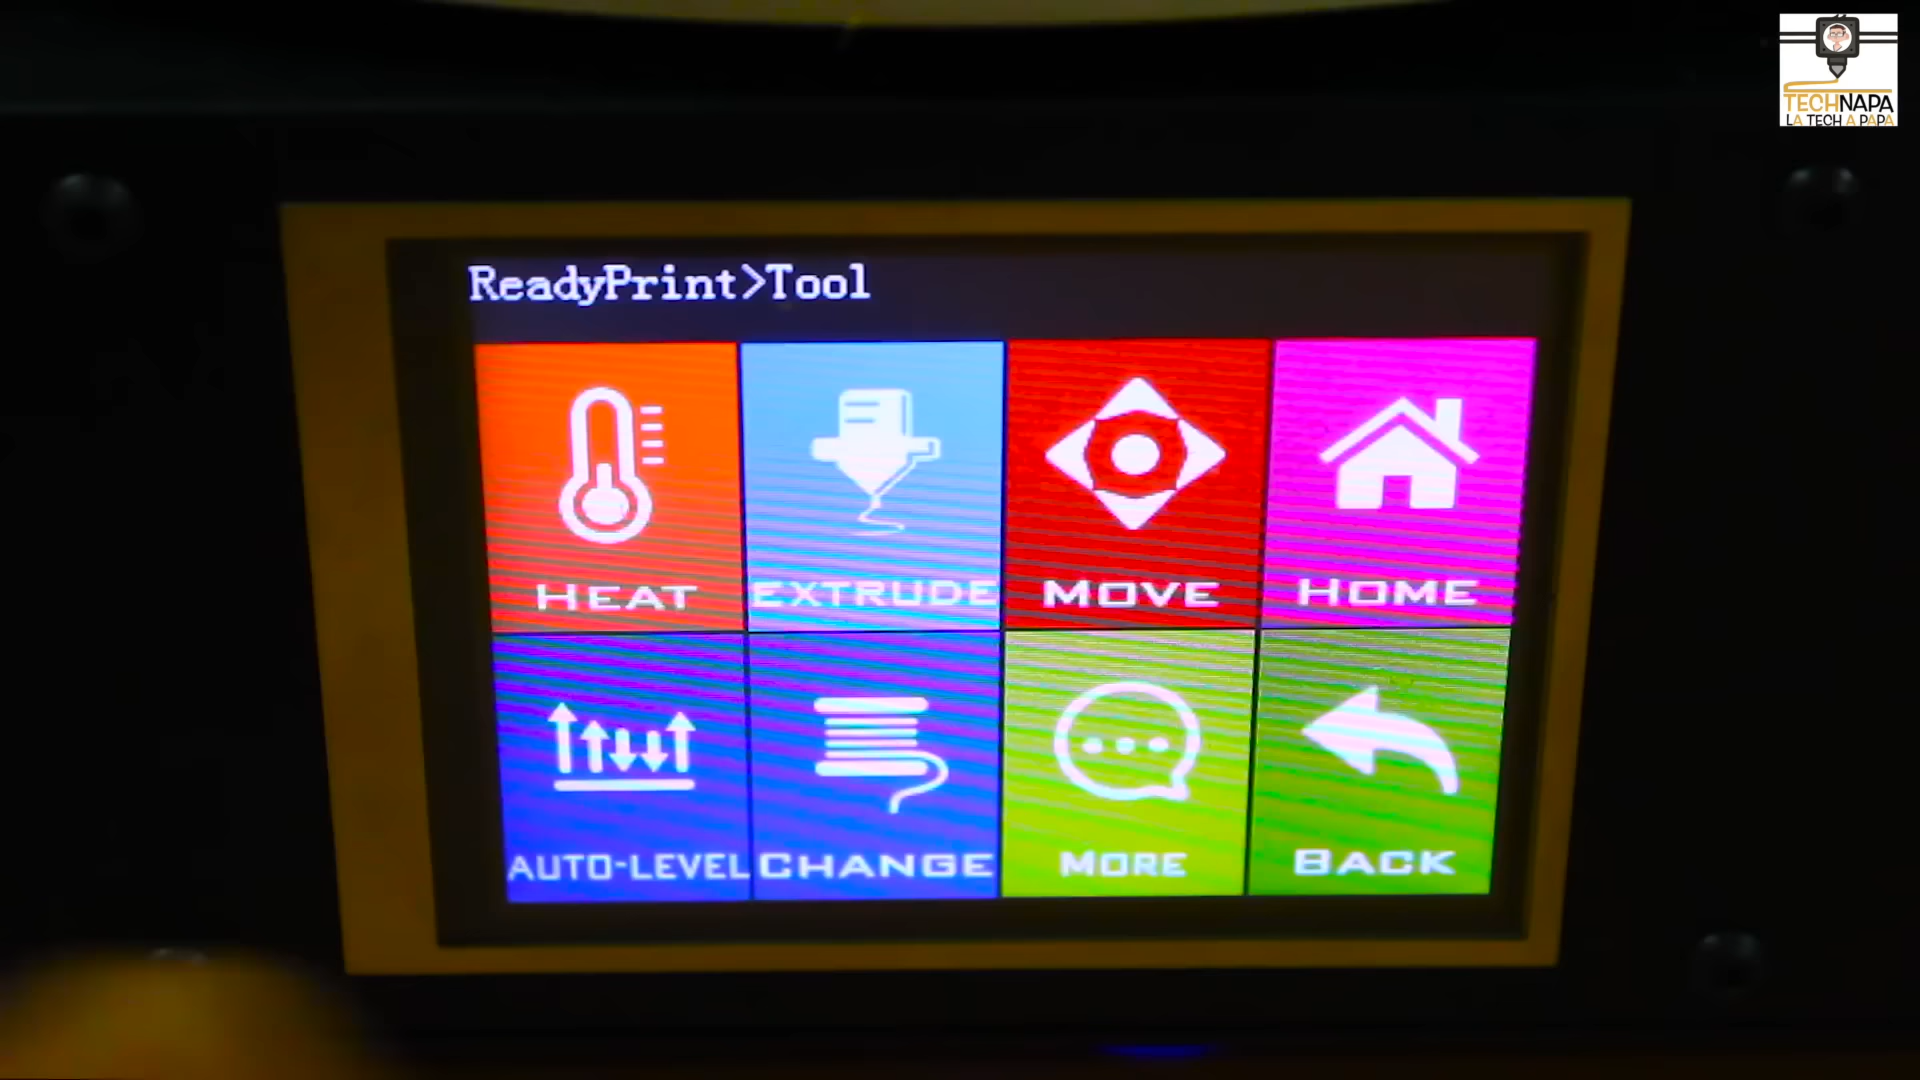 TECHNAPA
LA TECH A PAPA
ReadyPrint>Tool
HEAT
EXTRUDE
MOVE
HOME
AUTO-LEVEL
CHANGE
MORE
BACK